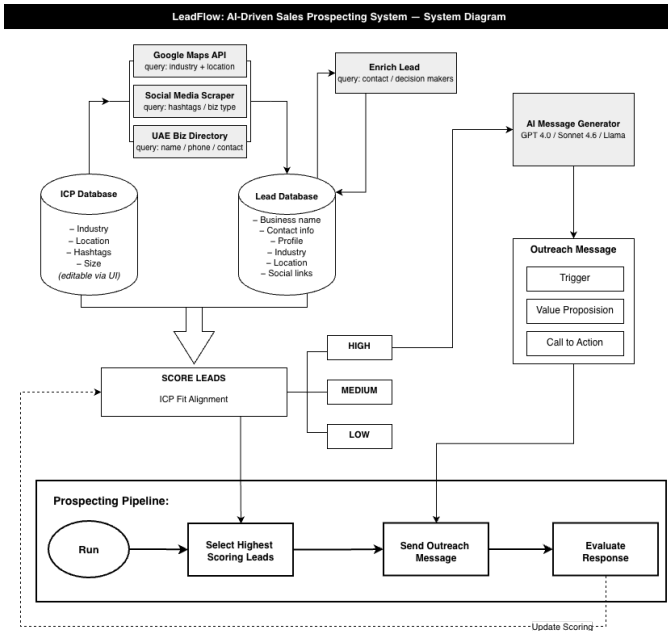 LeadFlow: AI-Driven Sales Prospecting System — System Diagram
Google Maps API
query: industry + location
Social Media Scraper
query: hashtags / biz type
UAE Biz Directory
query: name / phone / contact
Enrich Lead
query: contact / decision makers
AI Message Generator
GPT 4.0 / Sonnet 4.6 / Llama
ICP Database
– Industry
– Location
– Hashtags
– Size
(editable via UI)
Lead Database
– Business name
– Contact info
– Profile
– Industry
– Location
– Social links
Outreach Message
Trigger
Value Proposision
Call to Action
SCORE LEADS
ICP Fit Alignment
HIGH
MEDIUM
LOW
Prospecting Pipeline:
Run
Select Highest
Scoring Leads
Send Outreach
Message
Evaluate
Response
Update Scoring